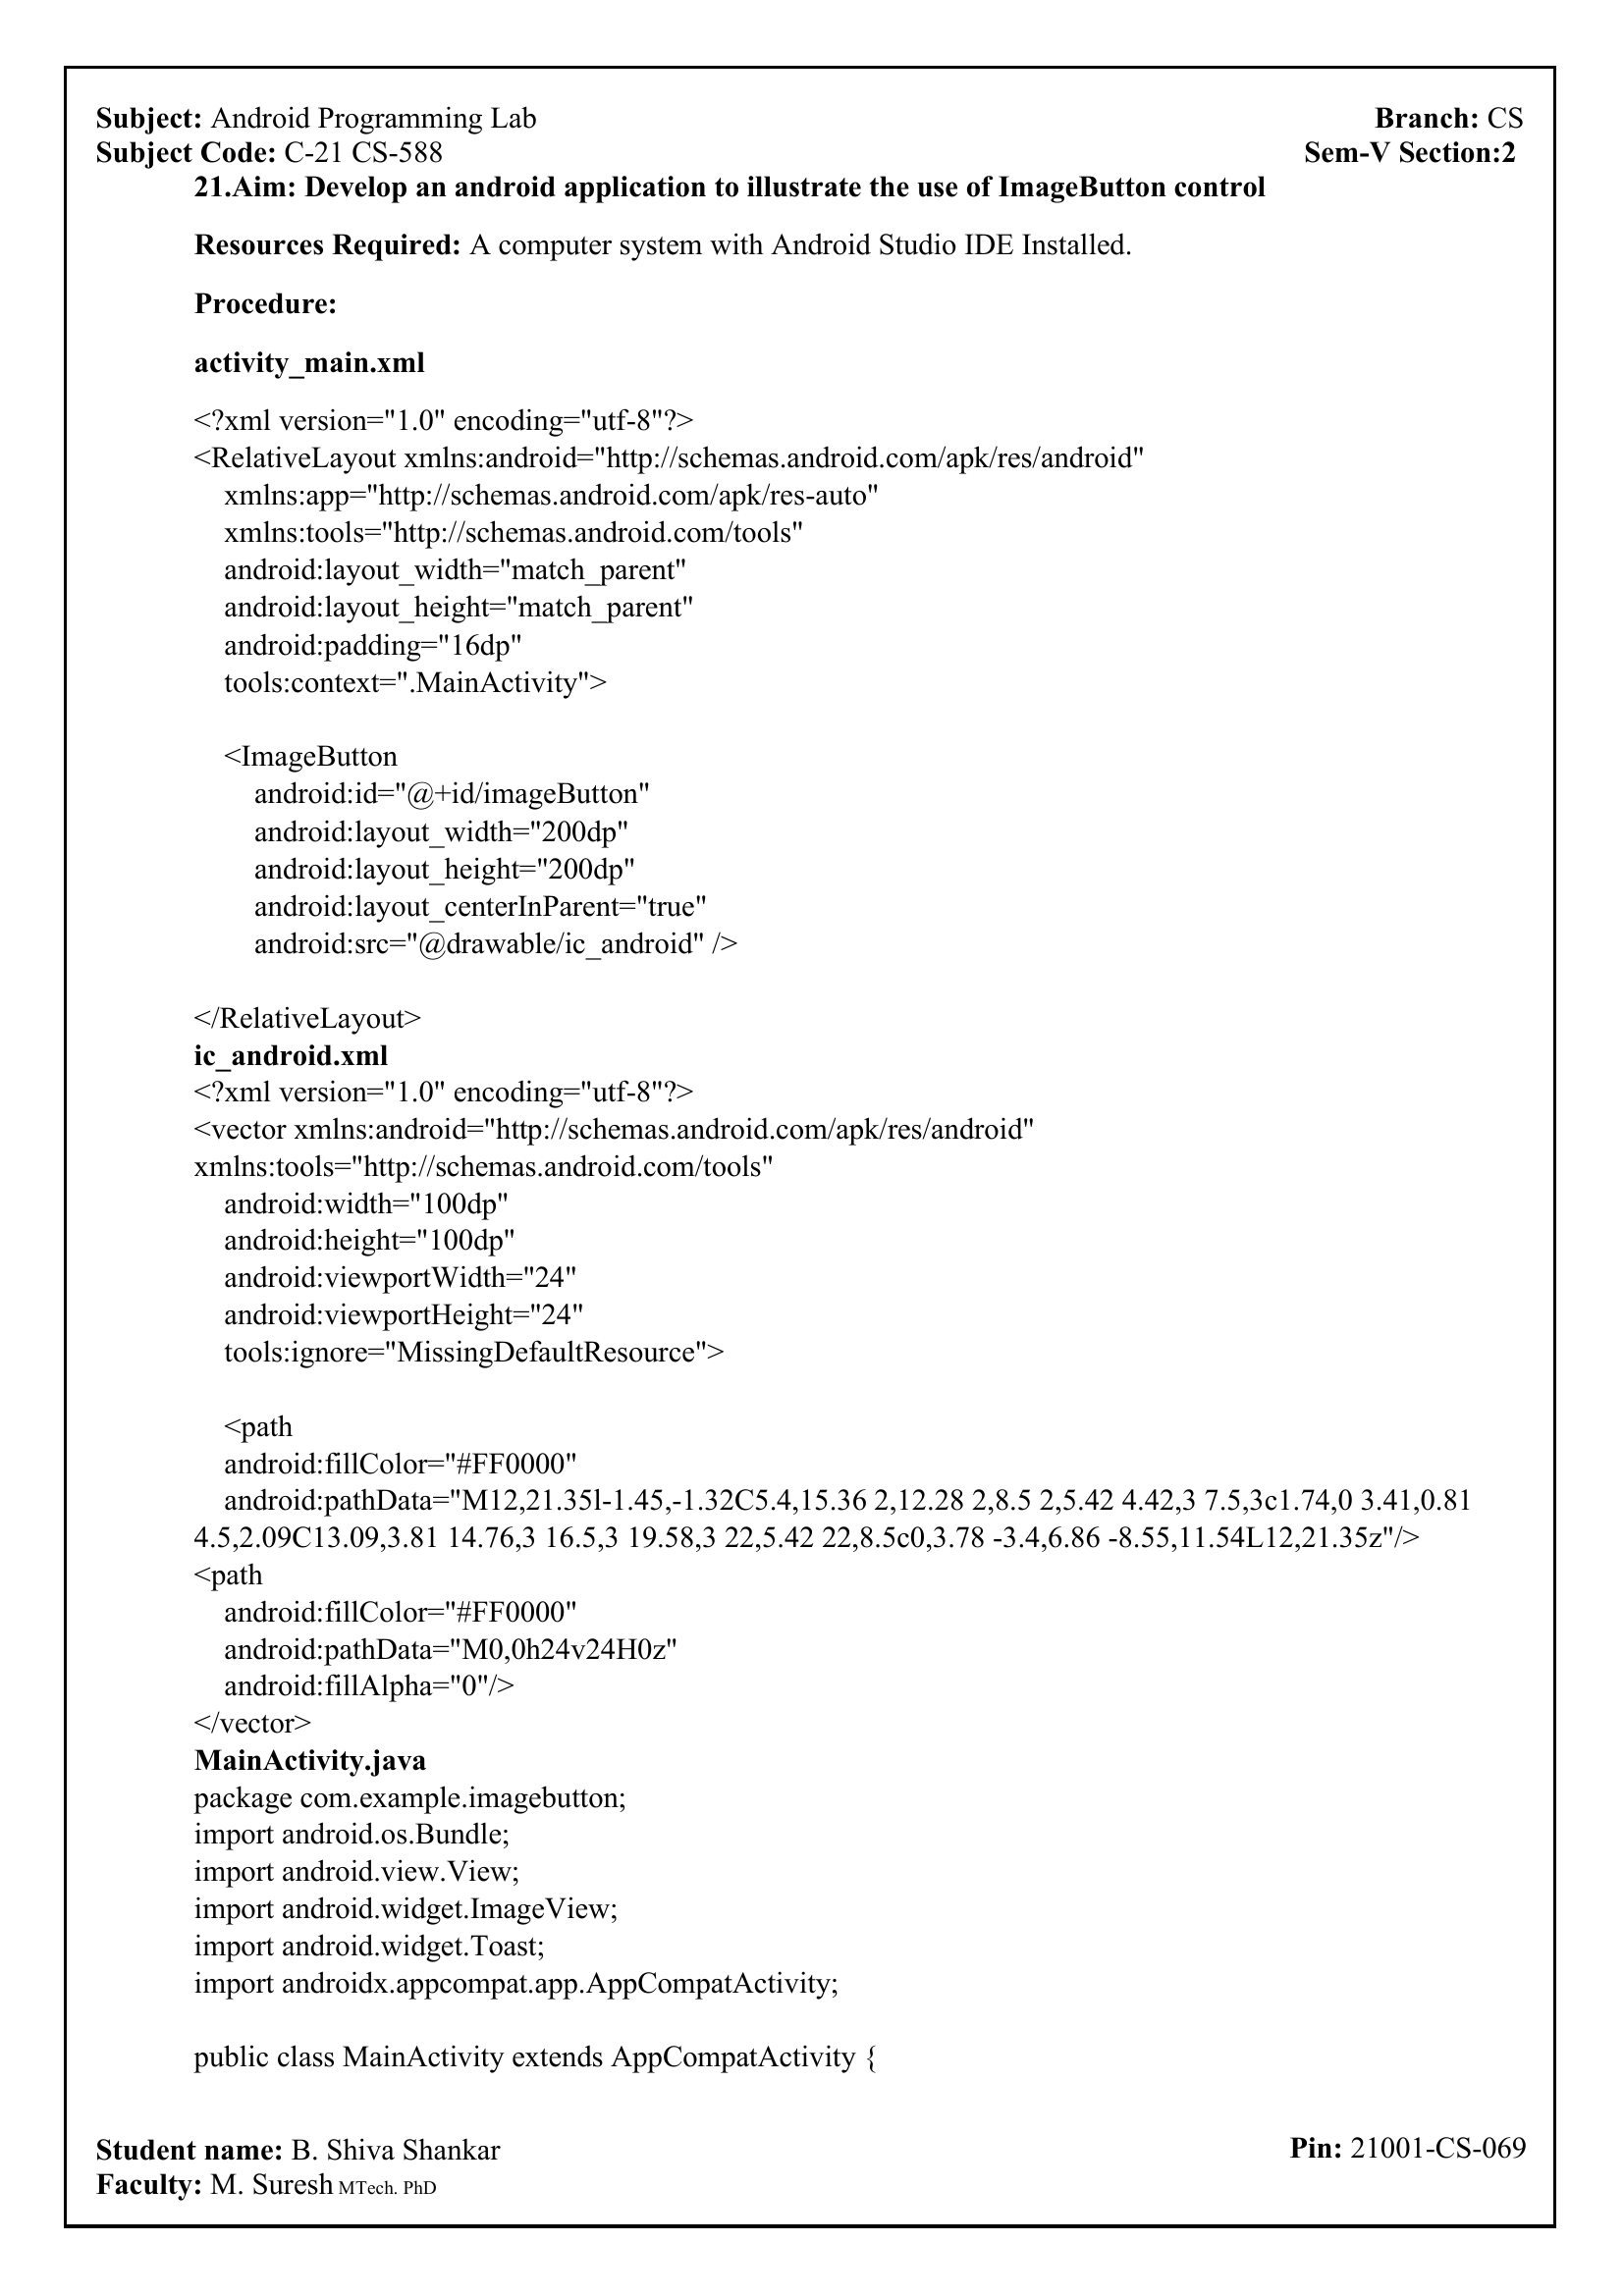 Subject: Android Programming Lab Branch: CS
Subject Code: C-21 CS-588 Sem-V Section:2
21.Aim: Develop an android application to illustrate the use of ImageButton control
Resources Required: A computer system with Android Studio IDE Installed.
Procedure:
activity_main.xml
<?xml version="1.0" encoding="utf-8"?>
<RelativeLayout xmlns:android="http://schemas.android.com/apk/res/android"
xmlns:app="http://schemas.android.com/apk/res-auto"
xmlns:tools="http://schemas.android.com/tools"
android:layout_width="match_parent"
android:layout_height="match_parent"
android:padding="16dp"
tools:context=".MainActivity">
<ImageButton
android:id="@+id/imageButton"
android:layout_width="200dp"
android:layout_height="200dp"
android:layout_centerInParent="true"
android:src="@drawable/ic_android" />
</RelativeLayout>
ic_android.xml
<?xml version="1.0" encoding="utf-8"?>
<vector xmlns:android="http://schemas.android.com/apk/res/android"
xmlns:tools="http://schemas.android.com/tools"
android:width="100dp"
android:height="100dp"
android:viewportWidth="24"
android:viewportHeight="24"
tools:ignore="MissingDefaultResource">
<path
android:fillColor="#FF0000"
android:pathData="M12,21.35l-1.45,-1.32C5.4,15.36 2,12.28 2,8.5 2,5.42 4.42,3 7.5,3c1.74,0 3.41,0.81
4.5,2.09C13.09,3.81 14.76,3 16.5,3 19.58,3 22,5.42 22,8.5c0,3.78 -3.4,6.86 -8.55,11.54L12,21.35z"/>
<path
android:fillColor="#FF0000"
android:pathData="M0,0h24v24H0z"
android:fillAlpha="0"/>
</vector>
MainActivity.java
package com.example.imagebutton;
import android.os.Bundle;
import android.view.View;
import android.widget.ImageView;
import android.widget.Toast;
import androidx.appcompat.app.AppCompatActivity;
public class MainActivity extends AppCompatActivity {
Student name: B. Shiva Shankar Pin: 21001-CS-069
Faculty: M. Suresh MTech. PhD